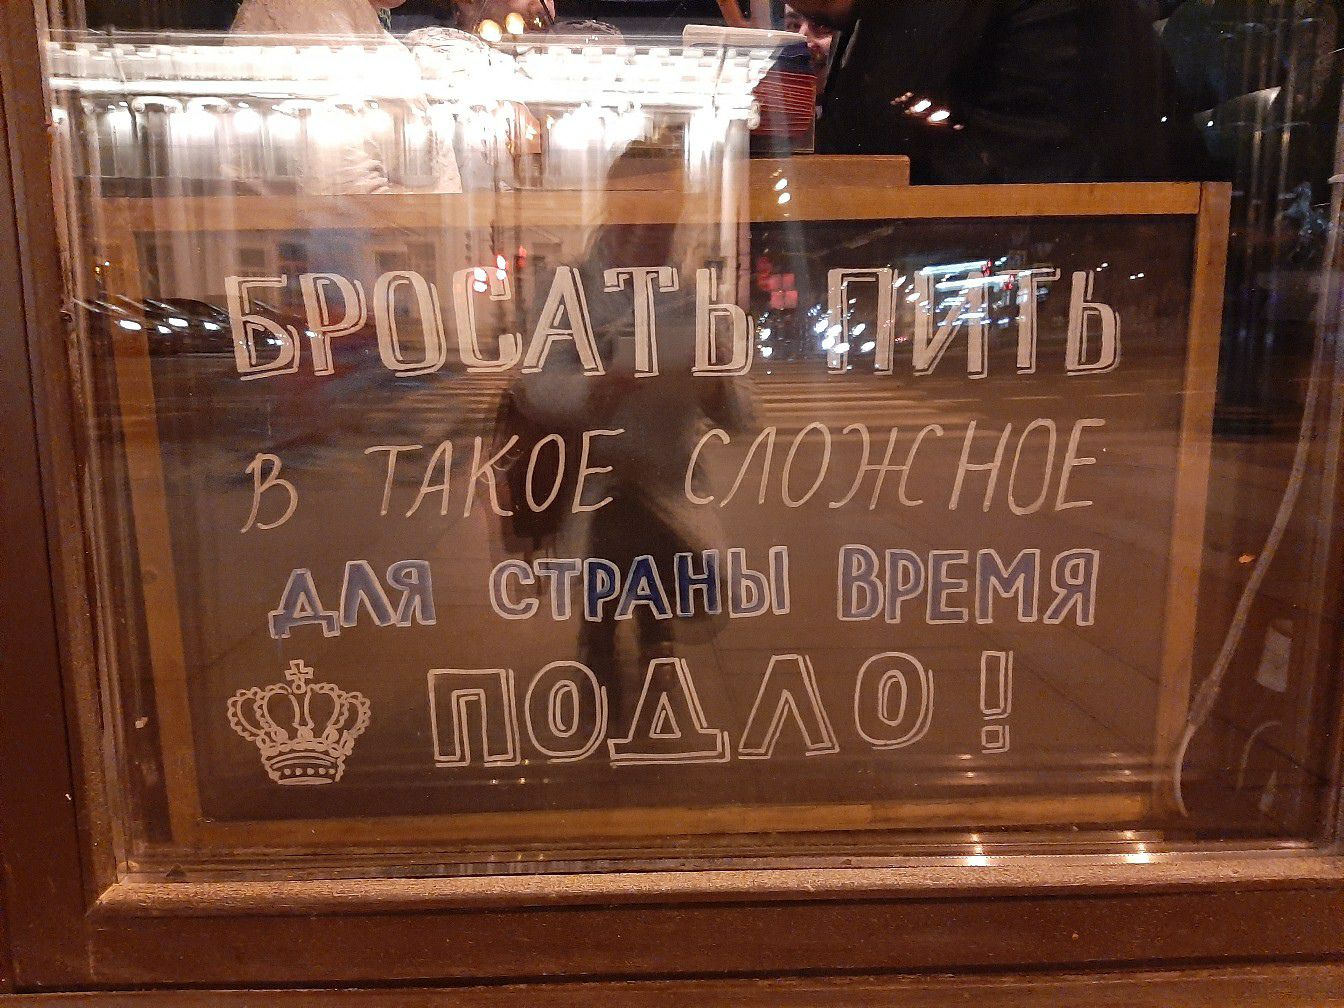 БРОСАТЬ ПИТЬ
В ТАКОЕ СЛОЖНОЕ
ДЛЯ СТРАНЫ ВРЕМЯ
ПОДЛО!